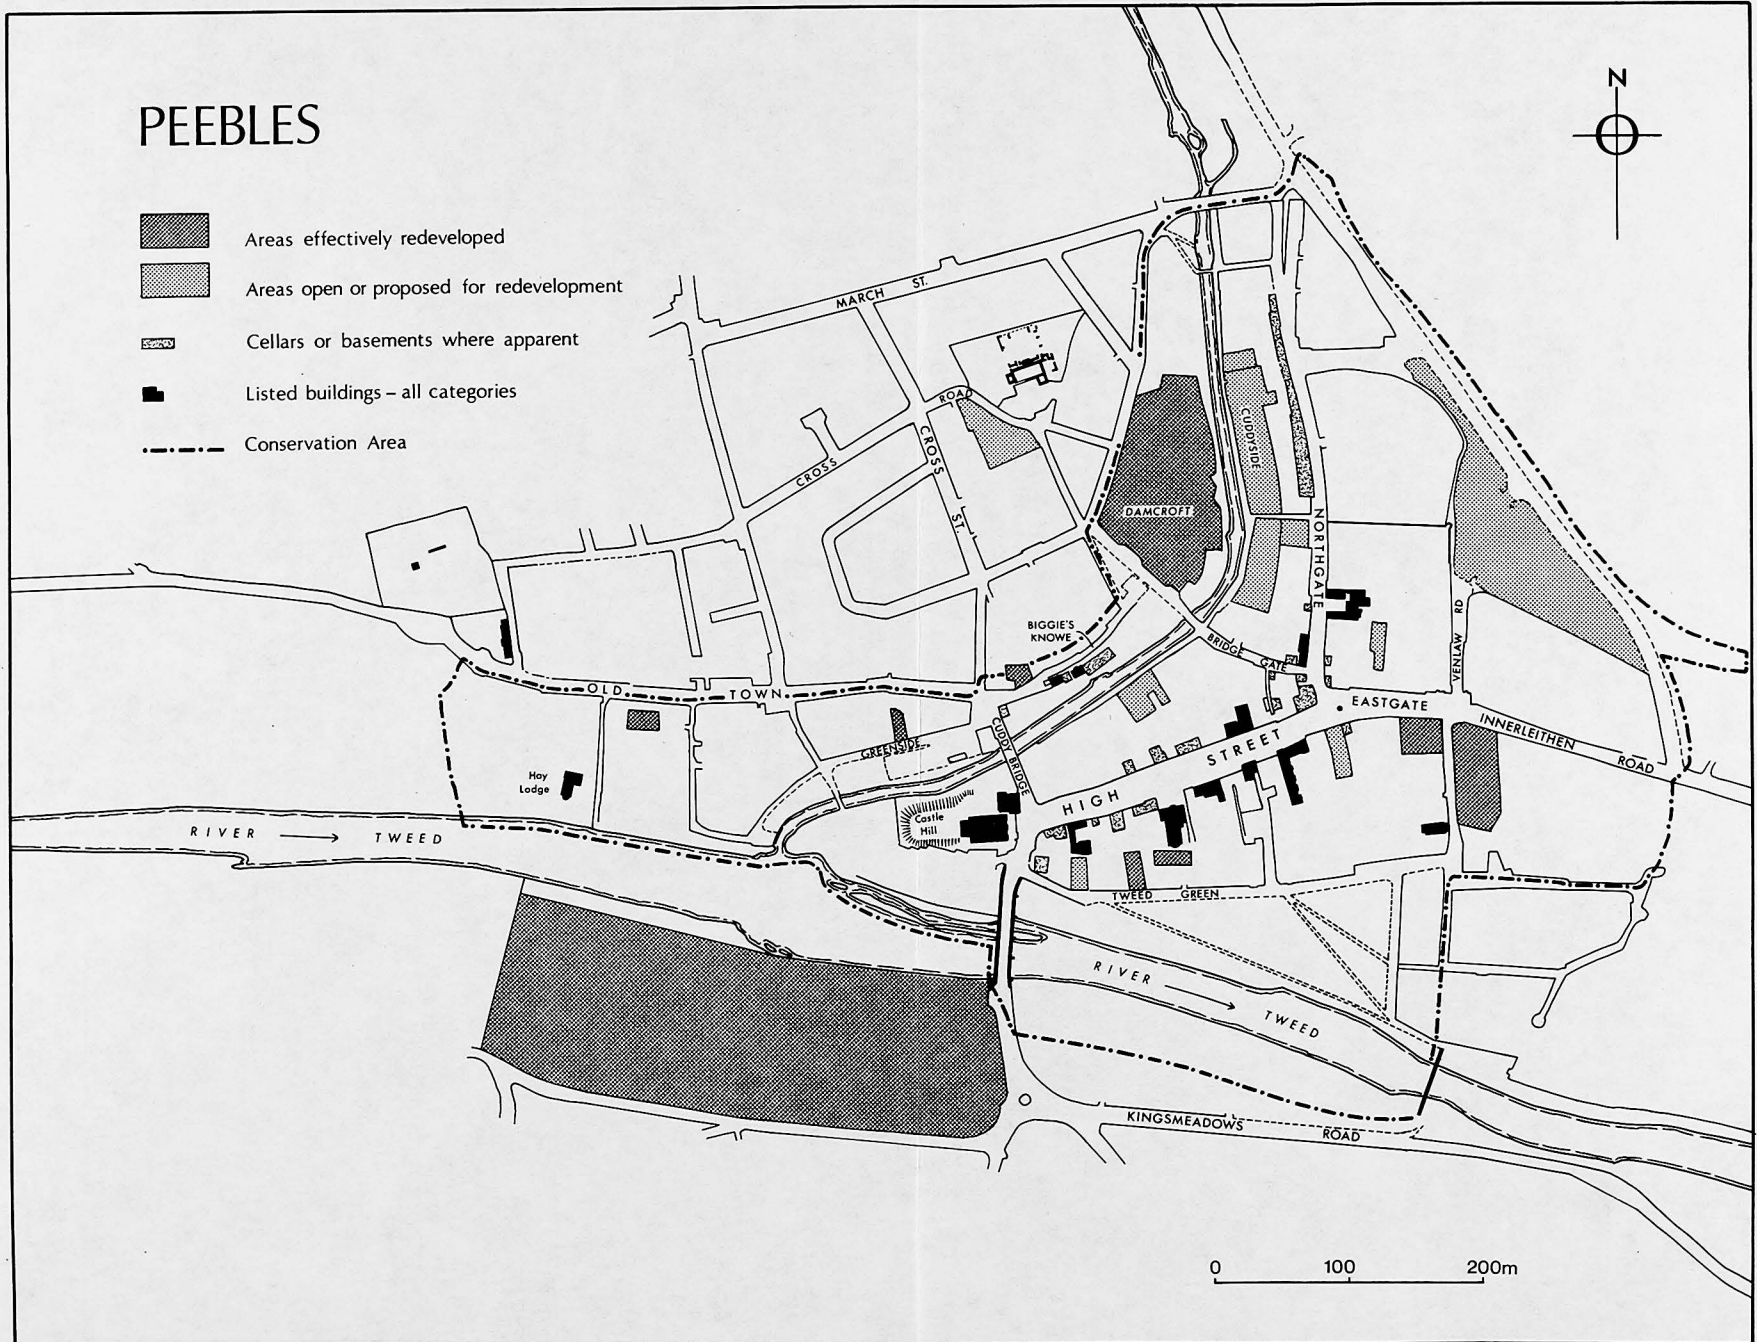 PEEBLES
N
Areas effectively redeveloped
Areas open or proposed for redevelopment
Cellars or basements where apparent
Listed buildings – all categories
Conservation Area
MARCH ST.
CROSS ROAD
CROSS ST.
CUDDYSIDE
DAMCROFT
NORTHGATE
BIGGIE'S
KNOWE
BRIDGE GATE
VENLAW RD
OLD TOWN
EASTGATE
INNERLEITHEN ROAD
GREENSIDE
CUDDY BRIDGE
HIGH STREET
Hay
Lodge
Castle
Hill
RIVER TWEED
TWEED GREEN
RIVER TWEED
KINGSMEADOWS ROAD
0 100 200m